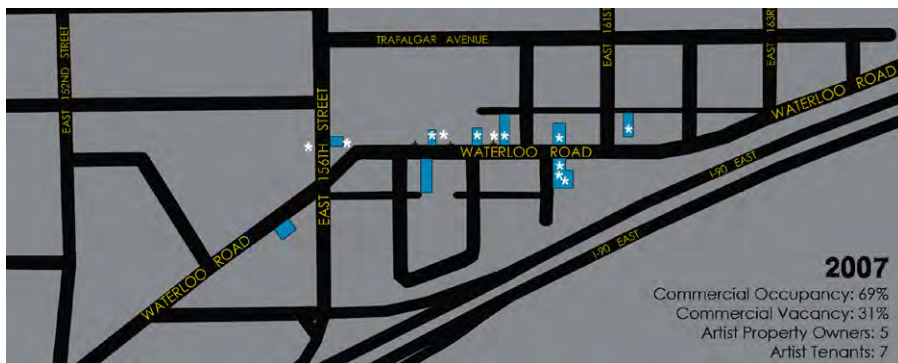 TRAFALGAR AVENUE
EAST 161ST
EAST 163R
EAST 152ND STREET
EAST 156TH STREET
WATERLOO ROAD
WATERLOO ROAD
WATERLOO ROAD
I-90 EAST
I-90 EAST
2007
Commercial Occupancy: 69%
Commercial Vacancy: 31%
Artist Property Owners: 5
Artist Tenants: 7